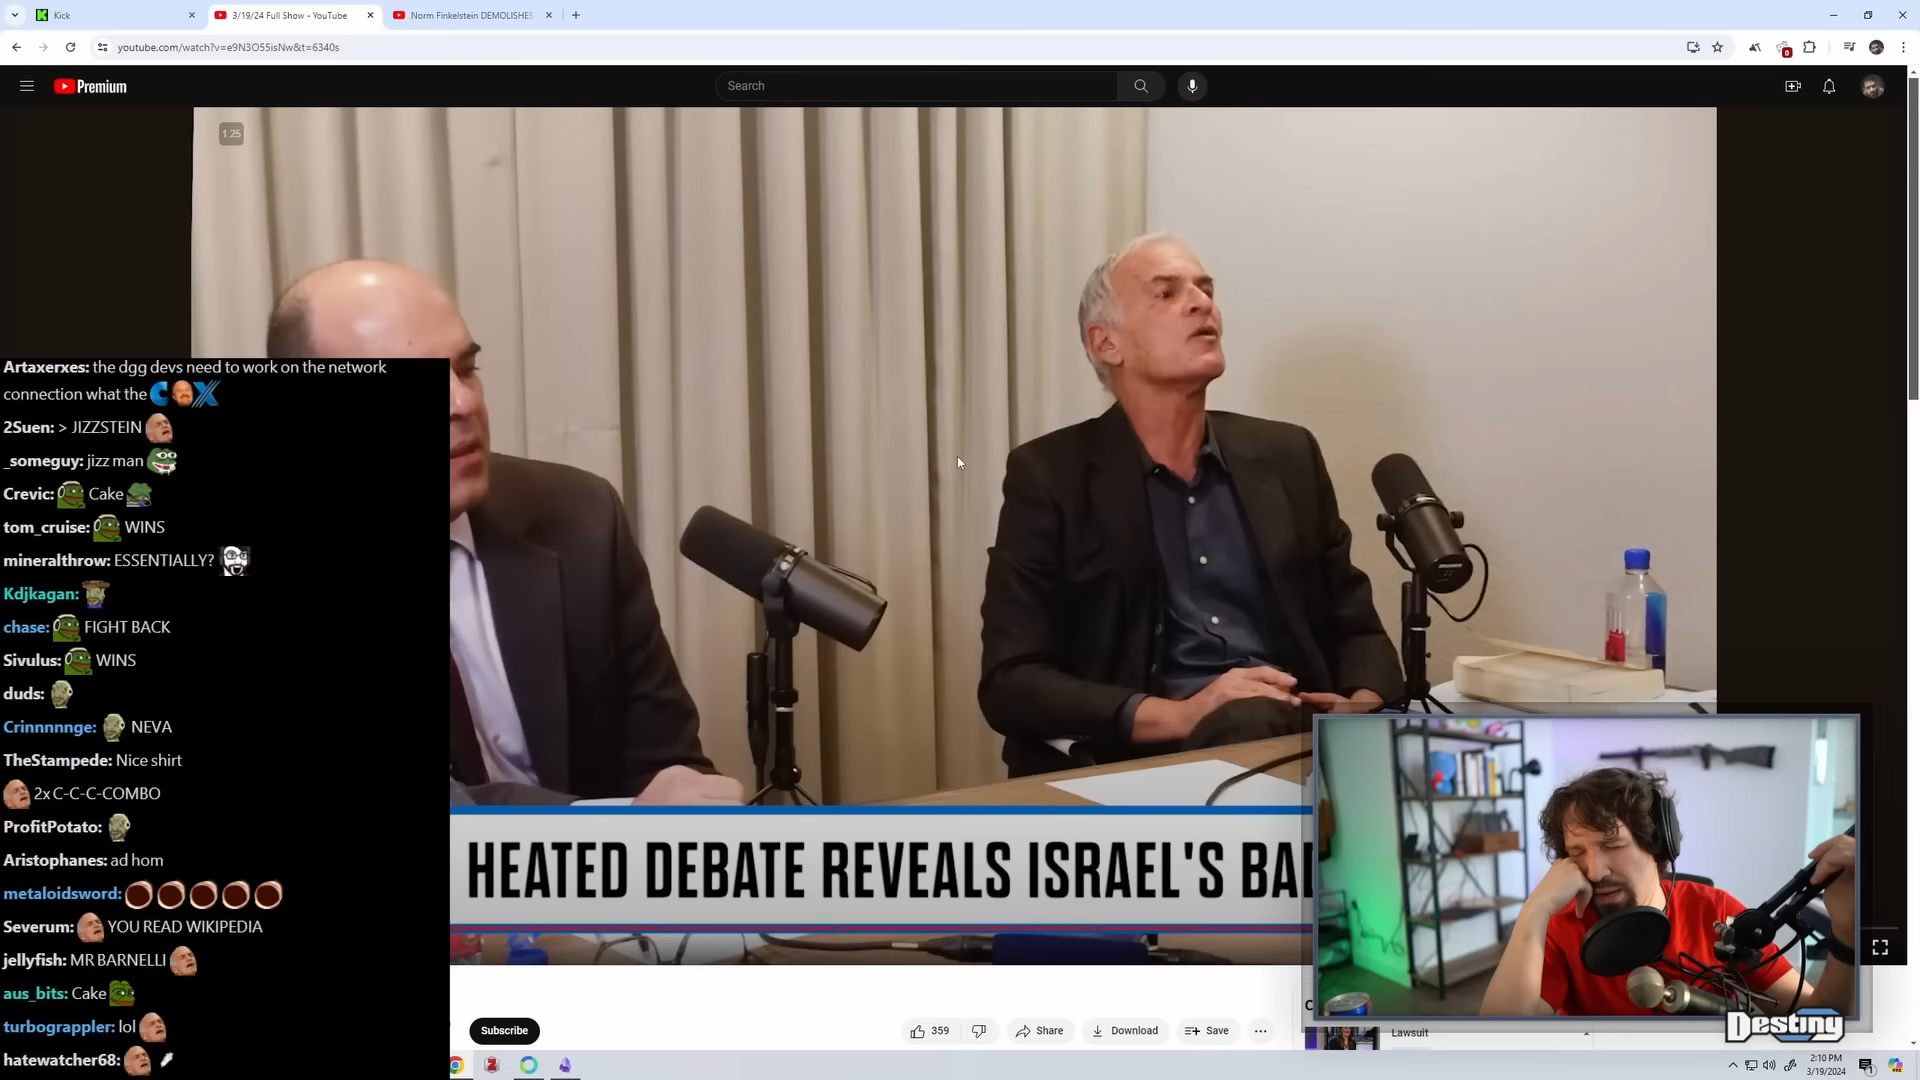 Kick
3/19/24 Full Show - YouTube
Norm Finkelstein DEMOLISHES
youtube.com/watch?v=e9N3O55isNw&t=6340s
0
Premium
Search
1.25
Artaxerxes: the dgg devs need to work on the network
connection what the
2Suen: > JIZZSTEIN
_someguy: jizz man
Crevic: Cake
tom_cruise: WINS
mineralthrow: ESSENTIALLY?
Kdjkagan:
chase: FIGHT BACK
Sivulus: WINS
duds:
Crinnnnnge: NEVA
TheStampede: Nice shirt
2x C-C-C-COMBO
ProfitPotato:
Aristophanes: ad hom
metaloidsword:
Severum: YOU READ WIKIPEDIA
jellyfish: MR BARNELLI
aus_bits: Cake
turbograppler: lol
hatewatcher68:
HEATED DEBATE REVEALS ISRAEL'S BA
Destiny
Subscribe
359
Share
Download
Save
Lawsuit
2:10 PM
3/19/2024